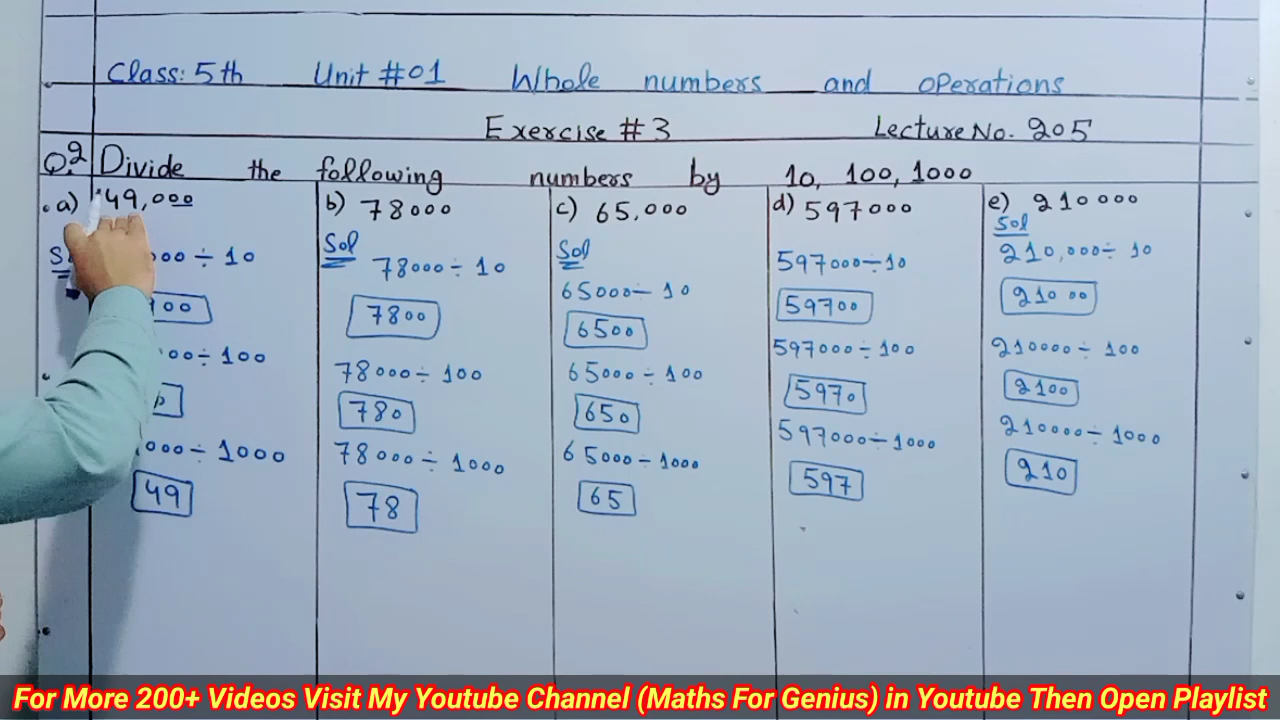 Class: 5th Unit #01 Whole numbers and operations
Exercise #3 Lecture No. 205
Q.2 Divide the following numbers by 10, 100, 1000
a) 49,000
000 ÷ 10
00
00 ÷ 100
000 ÷ 1000
49
b) 78000
Sol
78000 ÷ 10
7800
78000 ÷ 100
780
78000 ÷ 1000
78
c) 65,000
Sol
65000 ÷ 10
6500
65000 ÷ 100
650
65000 ÷ 1000
65
d) 597000
597000 ÷ 10
59700
597000 ÷ 100
5970
597000 ÷ 1000
597
e) 210000
Sol
210,000 ÷ 10
21000
210000 ÷ 100
2100
210000 ÷ 1000
210
For More 200+ Videos Visit My Youtube Channel (Maths For Genius) in Youtube Then Open Playlist